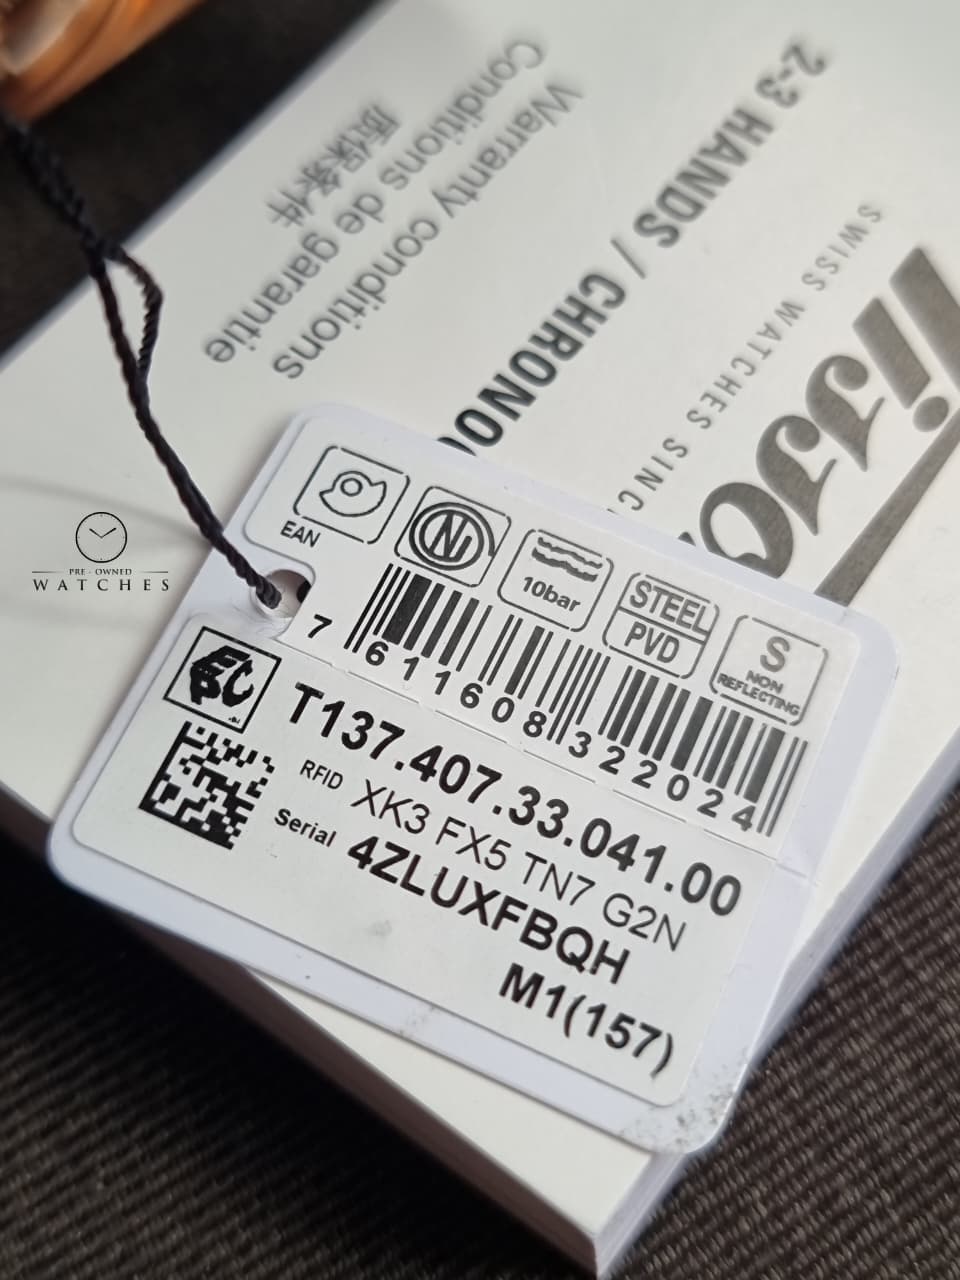 Warranty conditions
Conditions de garantie
质保条件
2-3 HANDS / CHRONO
SWISS WATCHES SINC
Tisso
PRE - OWNED
WATCHES
EAN
10bar
STEEL
PVD
S
NON
REFLECTING
7 611608 322024
T137.407.33.041.00
RFID XK3 FX5 TN7 G2N
Serial 4ZLUXFBQH
M1(157)